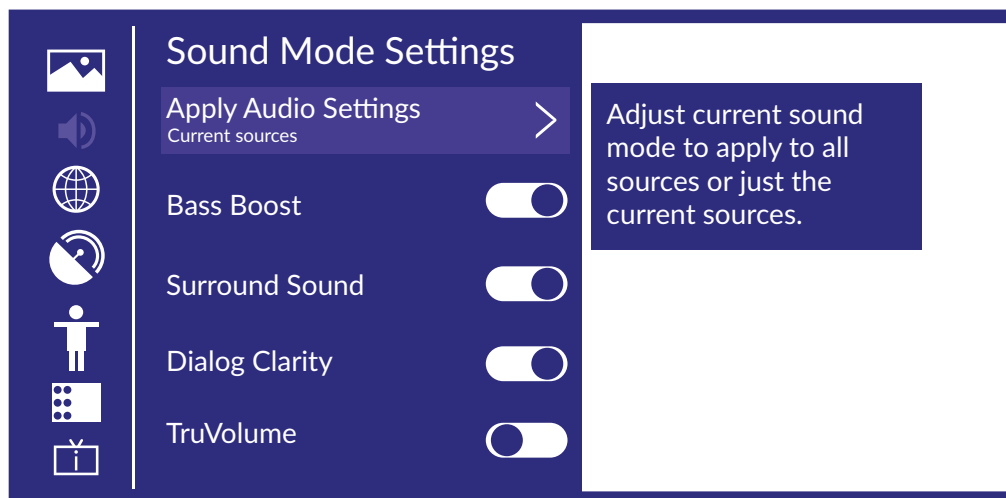 Sound Mode Settings
Apply Audio Settings
Current sources
Adjust current sound
mode to apply to all
sources or just the
current sources.
Bass Boost
Surround Sound
Dialog Clarity
TruVolume
i